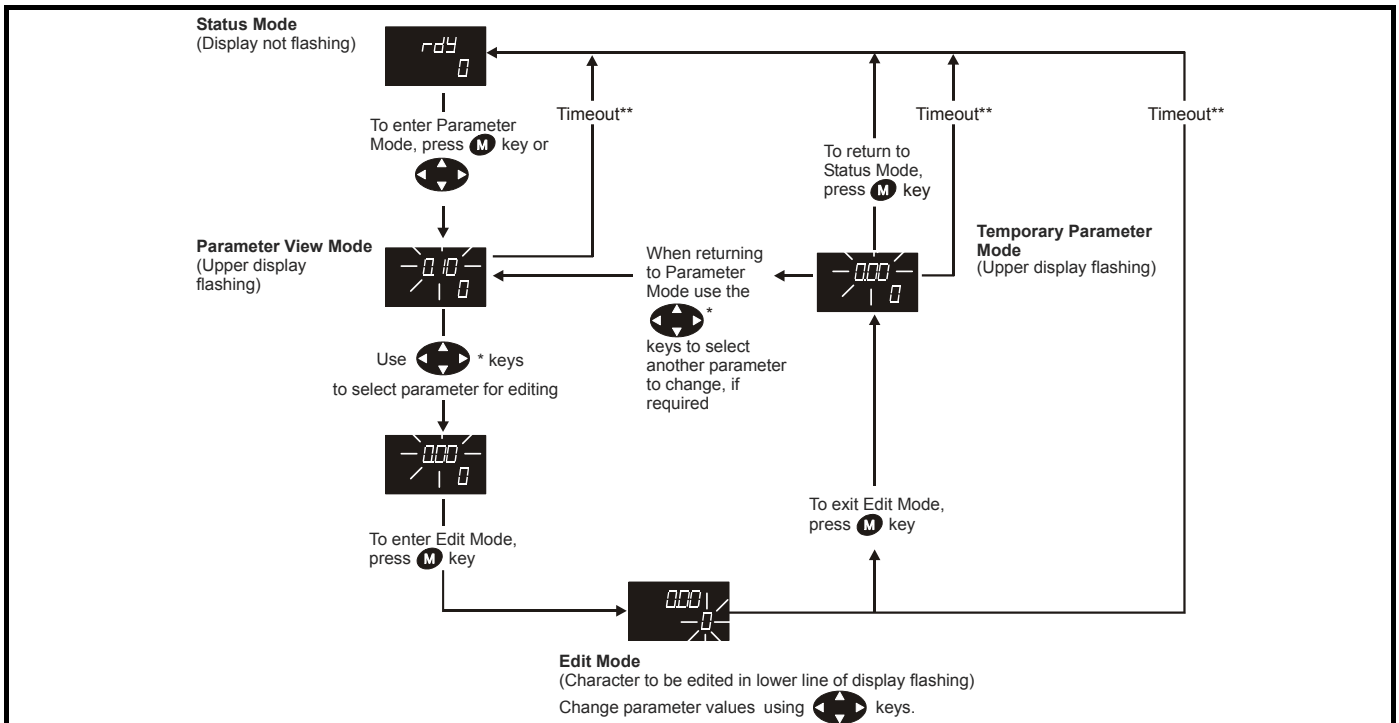 Status Mode
(Display not flashing)
rdy
0
To enter Parameter
Mode, press M key or
Timeout**
Timeout**
Timeout**
To return to
Status Mode,
press M key
Parameter View Mode
(Upper display
flashing)
0.10
0
When returning
to Parameter
Mode use the
*
keys to select
another parameter
to change, if
required
0.00
0
Temporary Parameter
Mode
(Upper display flashing)
Use * keys
to select parameter for editing
0.00
0
To enter Edit Mode,
press M key
To exit Edit Mode,
press M key
0.00
0
Edit Mode
(Character to be edited in lower line of display flashing)
Change parameter values using keys.